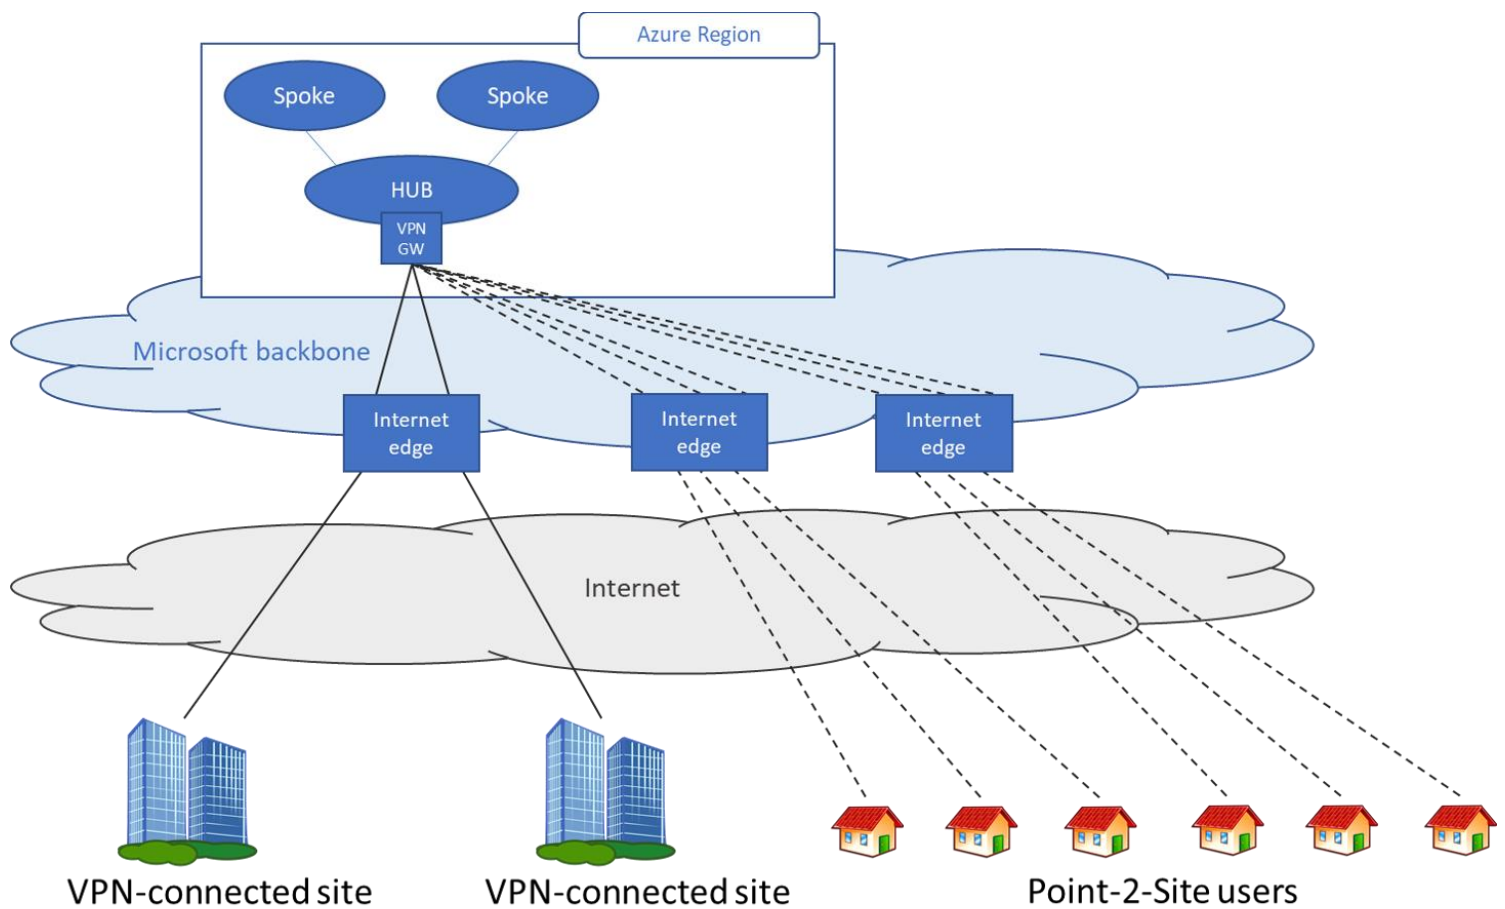 Azure Region
Spoke
Spoke
HUB
VPN
GW
Microsoft backbone
Internet
edge
Internet
edge
Internet
edge
Internet
VPN-connected site
VPN-connected site
Point-2-Site users